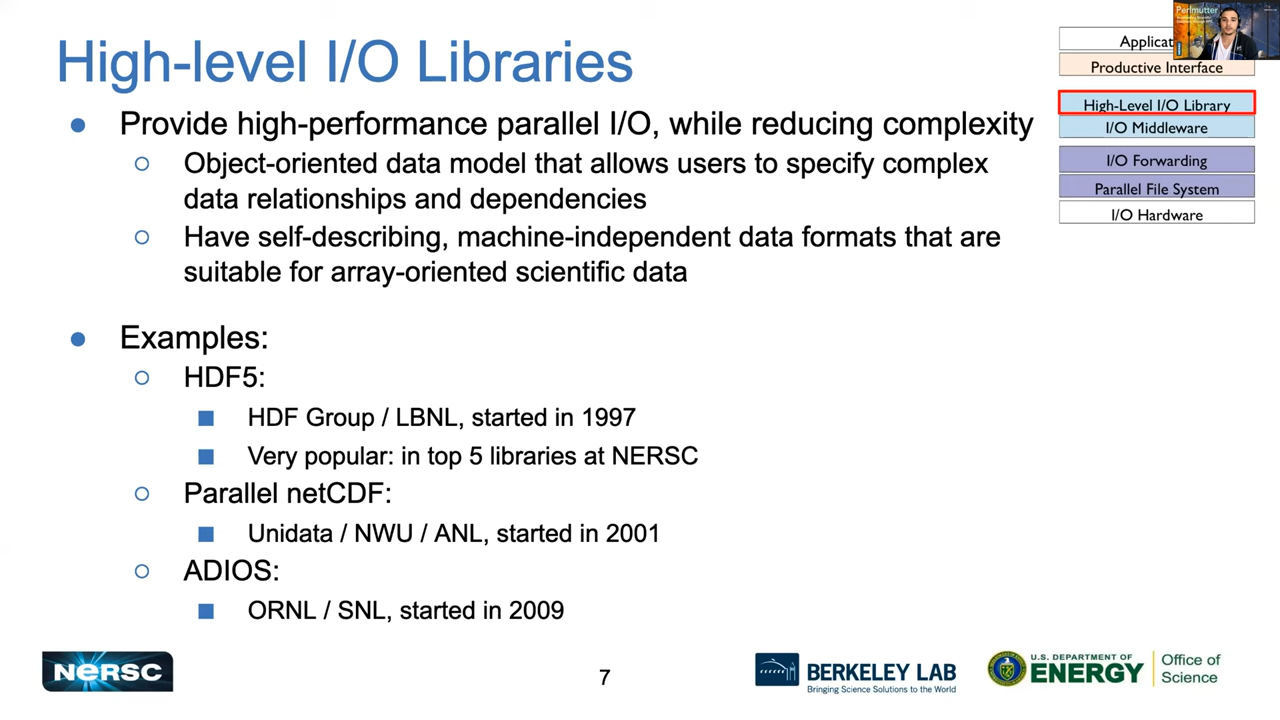 High-level I/O Libraries
Provide high-performance parallel I/O, while reducing complexity
Object-oriented data model that allows users to specify complex
data relationships and dependencies
Have self-describing, machine-independent data formats that are
suitable for array-oriented scientific data
Examples:
HDF5:
HDF Group / LBNL, started in 1997
Very popular: in top 5 libraries at NERSC
Parallel netCDF:
Unidata / NWU / ANL, started in 2001
ADIOS:
ORNL / SNL, started in 2009
Perlmutter
Applicat
Productive Interface
High-Level I/O Library
I/O Middleware
I/O Forwarding
Parallel File System
I/O Hardware
NERSC
7
BERKELEY LAB
Bringing Science Solutions to the World
U.S. DEPARTMENT OF
ENERGY
Office of
Science